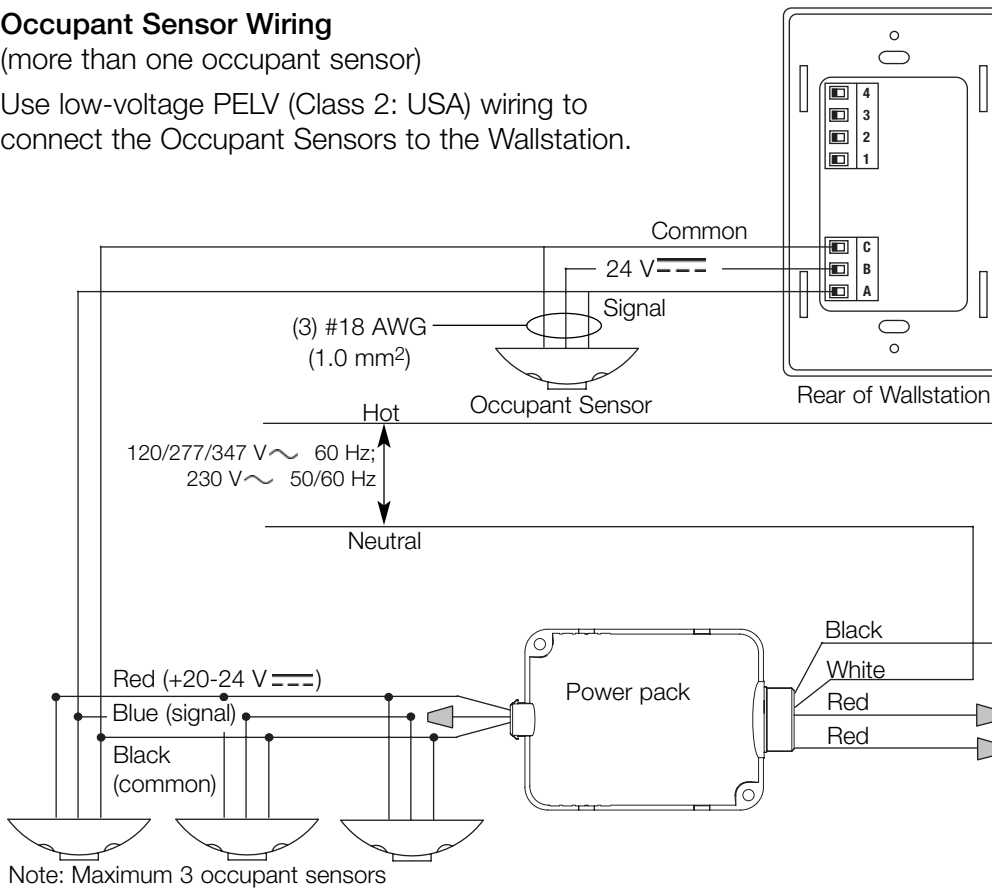 Occupant Sensor Wiring
(more than one occupant sensor)
Use low-voltage PELV (Class 2: USA) wiring to
connect the Occupant Sensors to the Wallstation.
4
3
2
1
C
B
A
Common
24 V
Signal
(3) #18 AWG
(1.0 mm²)
Occupant Sensor
Rear of Wallstation
Hot
120/277/347 V 60 Hz;
230 V 50/60 Hz
Neutral
Black
White
Red
Red
Power pack
Red (+20-24 V)
Blue (signal)
Black
(common)
Note: Maximum 3 occupant sensors